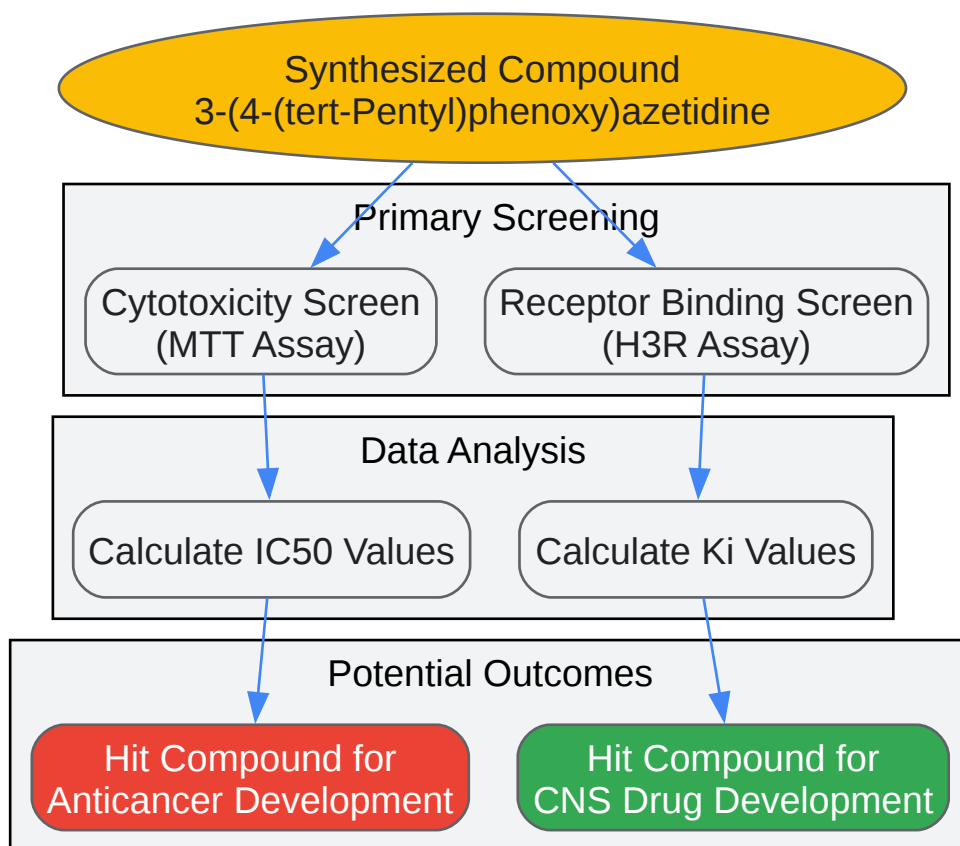 Synthesized Compound
3-(4-(tert-Pentyl)phenoxy)azetidine
Primary Screening
Cytotoxicity Screen
(MTT Assay)
Receptor Binding Screen
(H3R Assay)
Data Analysis
Calculate IC50 Values
Calculate Ki Values
Potential Outcomes
Hit Compound for
Anticancer Development
Hit Compound for
CNS Drug Development